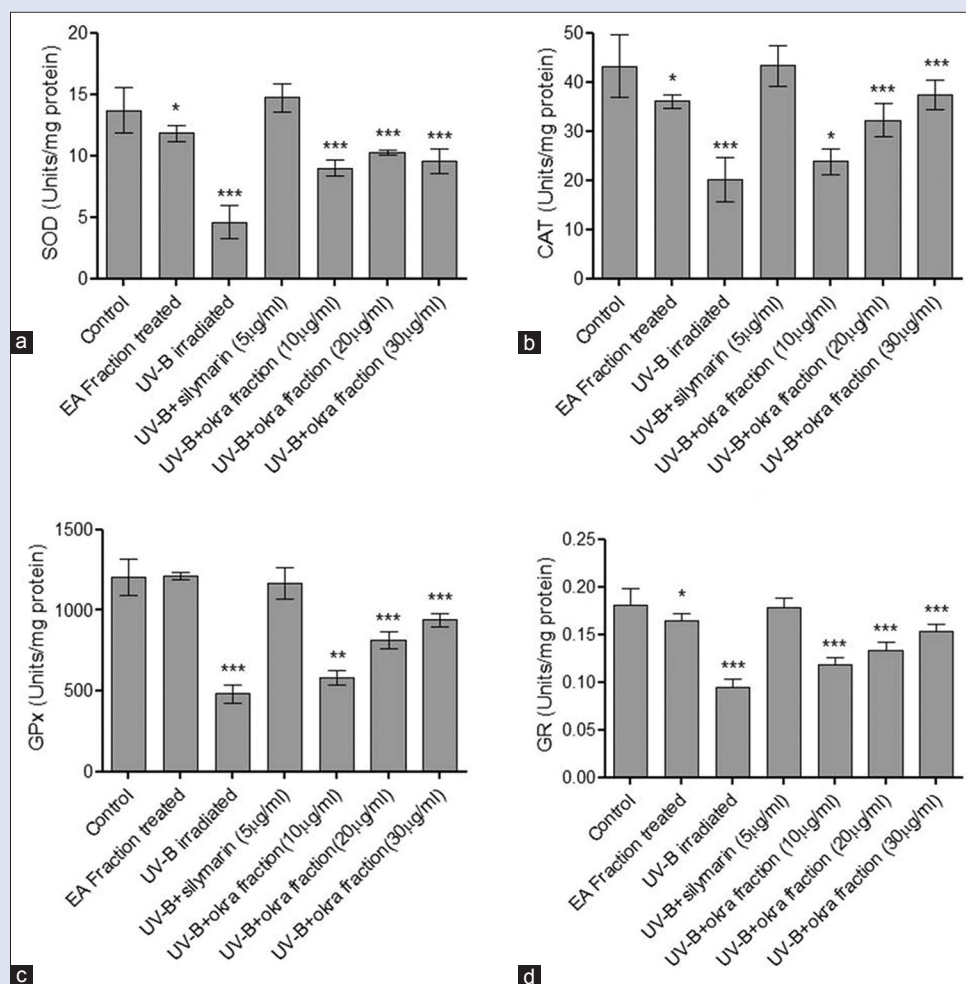 20
15
10
5
0
SOD (Units/mg protein)
*
***
***
***
***
Control
EA Fraction treated
UV-B irradiated
UV-B+silymarin (5µg/ml)
UV-B+okra fraction (10µg/ml)
UV-B+okra fraction (20µg/ml)
UV-B+okra fraction (30µg/ml)
a
50
40
30
20
10
0
CAT (Units/mg protein)
*
***
*
***
***
Control
EA Fraction treated
UV-B irradiated
UV-B+silymarin (5µg/ml)
UV-B+okra fraction (10µg/ml)
UV-B+okra fraction (20µg/ml)
UV-B+okra fraction (30µg/ml)
b
1500
1000
500
0
GPx (Units/mg protein)
***
**
***
***
Control
EA Fraction treated
UV-B irradiated
UV-B+silymarin (5µg/ml)
UV-B+okra fraction(10µg/ml)
UV-B+okra fraction(20µg/ml)
UV-B+okra fraction(30µg/ml)
c
0.25
0.20
0.15
0.10
0.05
0.00
GR (Units/mg protein)
*
***
***
***
***
Control
EA Fraction treated
UV-B irradiated
UV-B+silymarin (5µg/ml)
UV-B+okra fraction (10µg/ml)
UV-B+okra fraction (20µg/ml)
UV-B+okra fraction (30µg/ml)
d